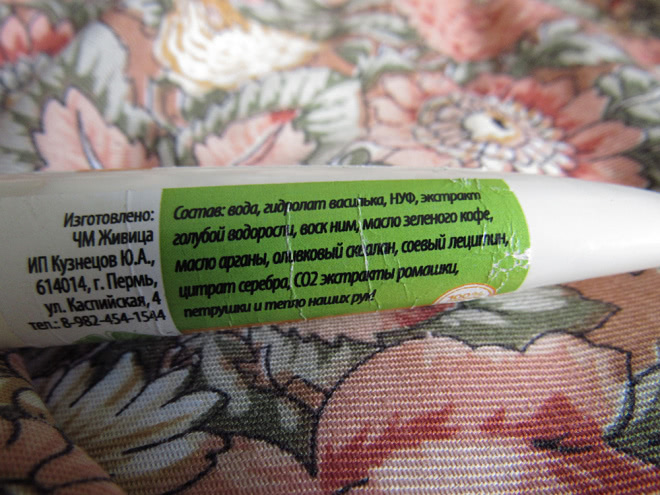 Изготовлено:
ЧМ Живица
ИП Кузнецов Ю.А.,
614014, г. Пермь,
ул. Каспийская, 4
тел.: 8-982-454-1544
Состав: вода, гидролат василька, НУФ, экстракт
голубой водоросли, воск ним, масло зеленого кофе,
масло арганы, оливковый сквалан, соевый лецитин,
цитрат серебра, СО2 экстракты ромашки,
петрушки и тепло наших рук!